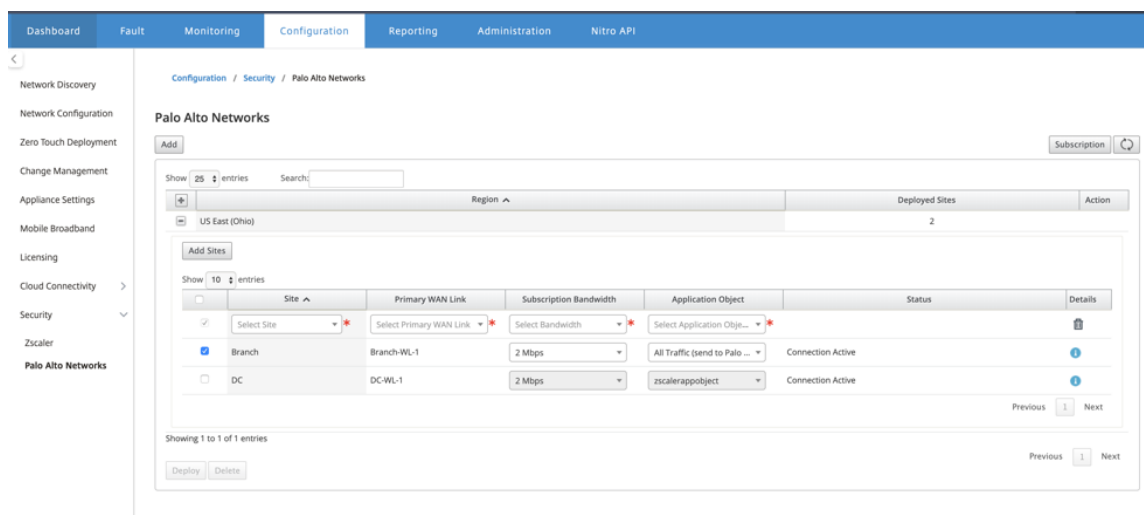 Dashboard Fault Monitoring Configuration Reporting Administration Nitro API
Network Discovery
Network Configuration
Zero Touch Deployment
Change Management
Appliance Settings
Mobile Broadband
Licensing
Cloud Connectivity
Security
Zscaler
Palo Alto Networks
Configuration / Security / Palo Alto Networks
Palo Alto Networks
Add Subscription
Show 25 entries Search:
Region Deployed Sites Action
US East (Ohio) 2
Add Sites
Show 10 entries
Site Primary WAN Link Subscription Bandwidth Application Object Status Details
Select Site * Select Primary WAN Link * Select Bandwidth * Select Application Obje... *
Branch Branch-WL-1 2 Mbps All Traffic (send to Palo ... Connection Active
DC DC-WL-1 2 Mbps zscalerappobject Connection Active
Previous 1 Next
Showing 1 to 1 of 1 entries
Previous 1 Next
Deploy Delete